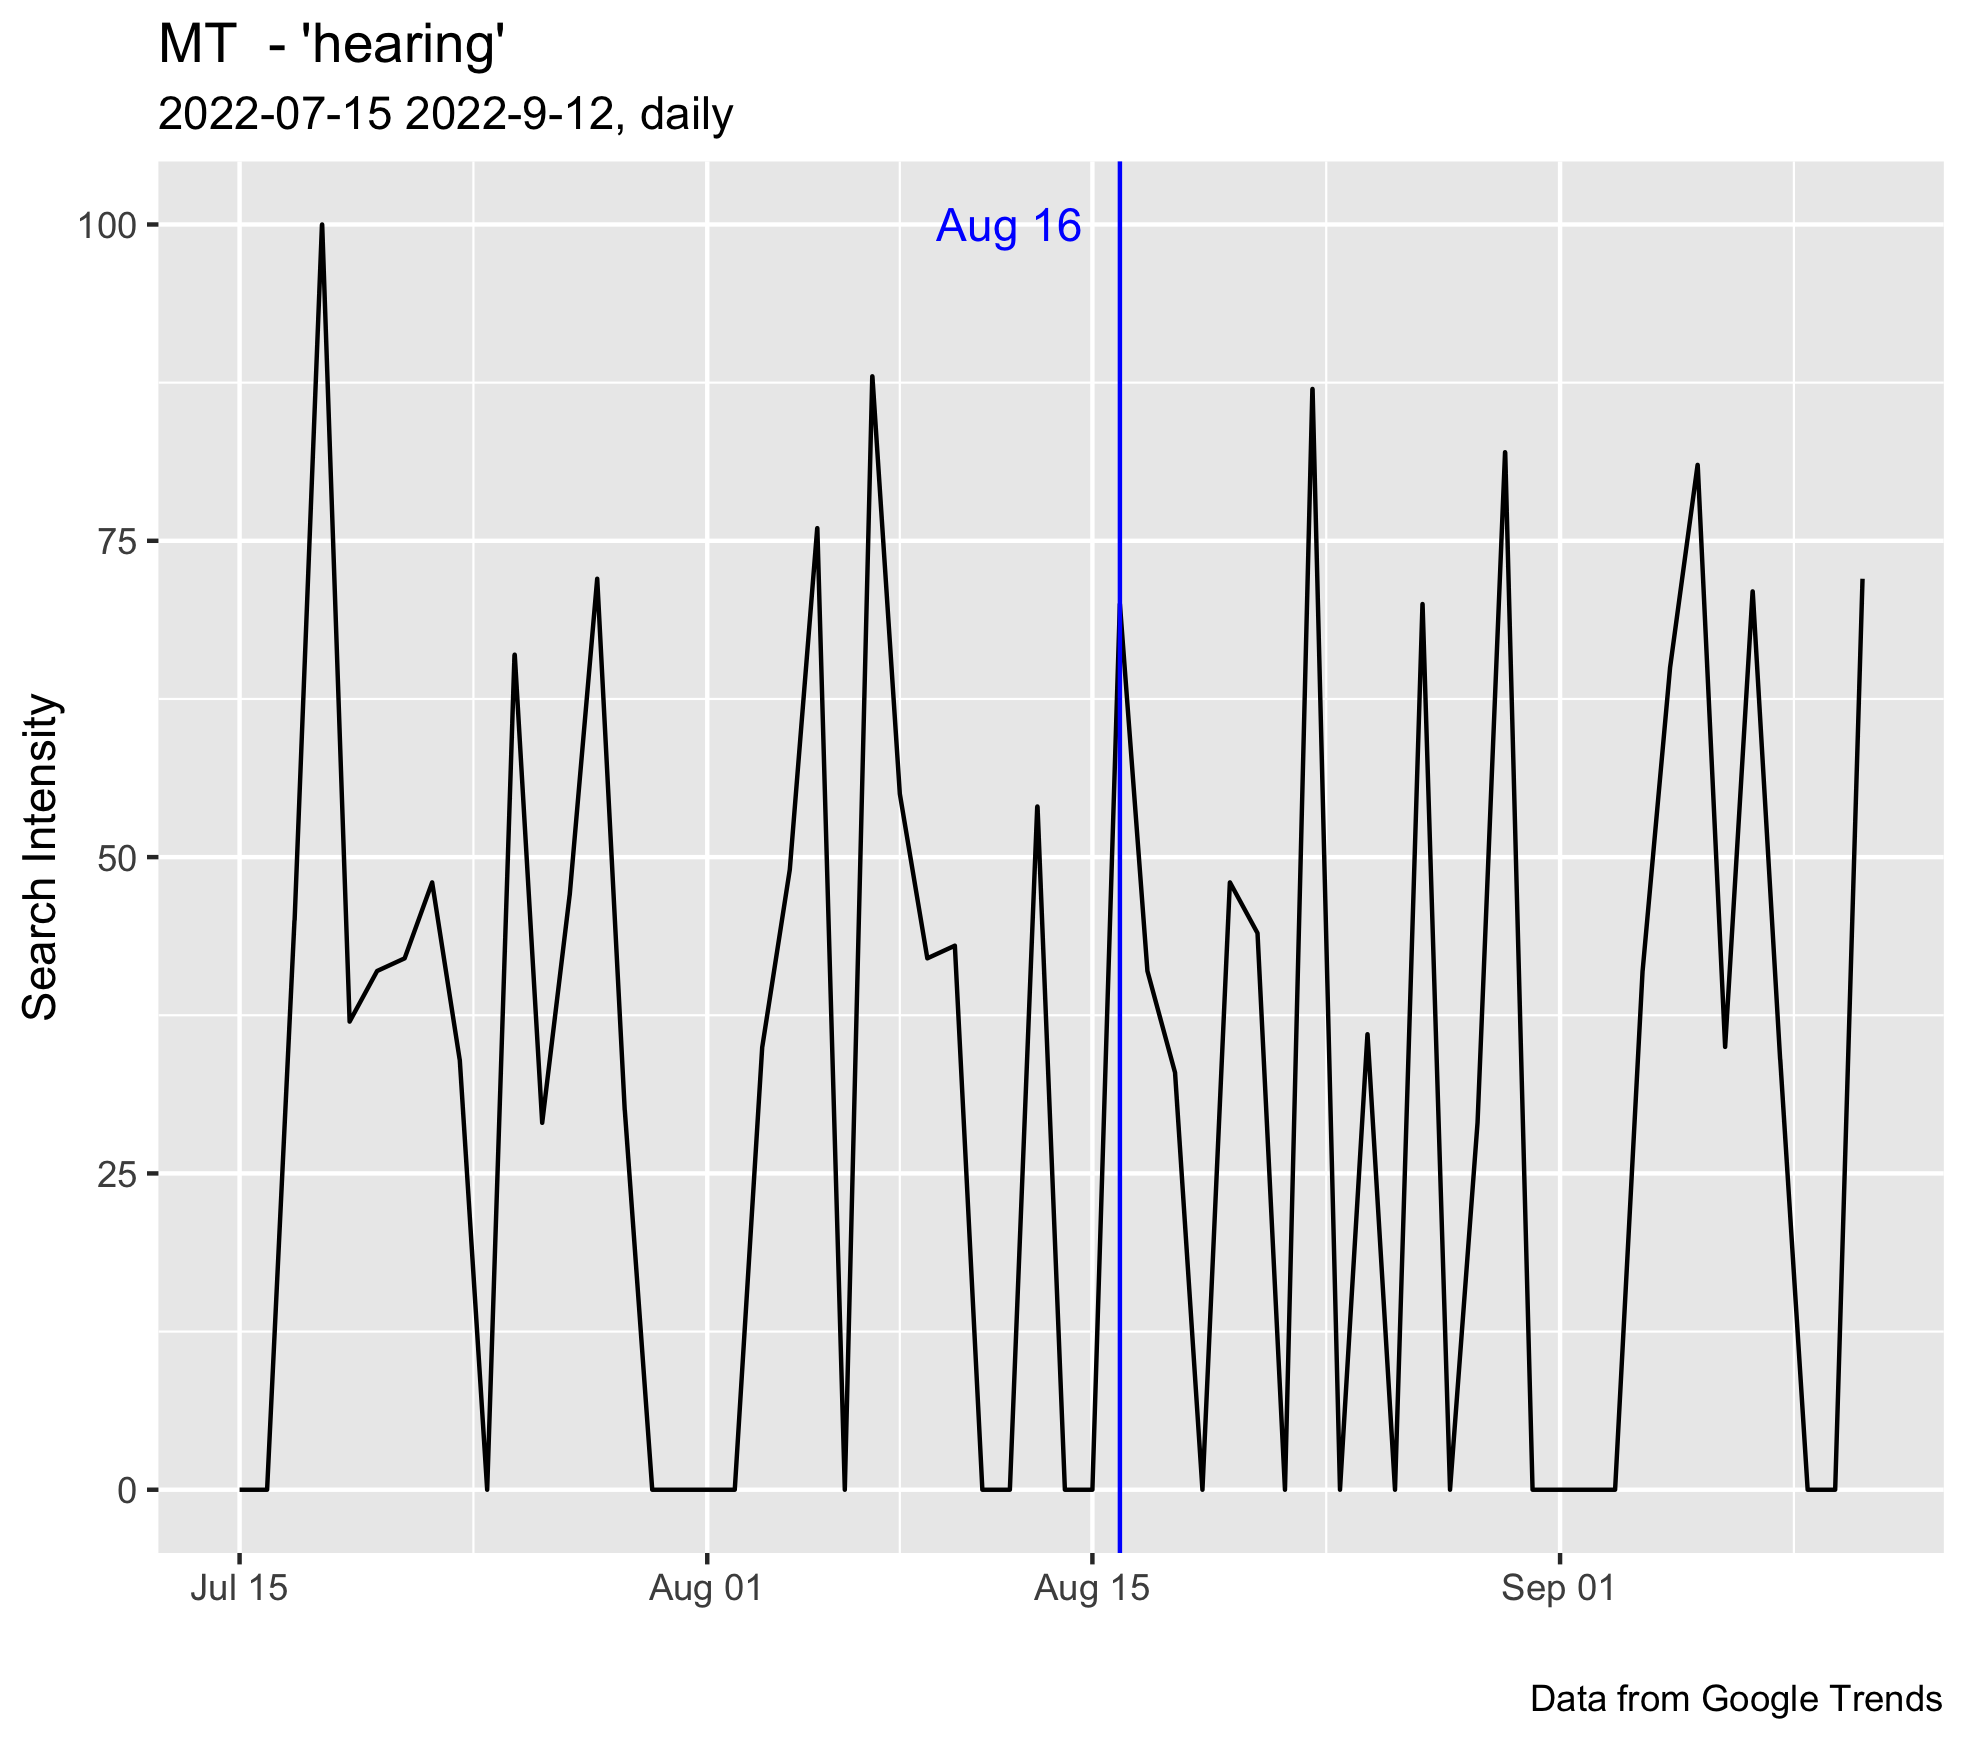 MT  - 'hearing'
2022-07-15 2022-9-12, daily
Aug 16
100
75
50
25
0
Search Intensity
Jul 15 Aug 01 Aug 15 Sep 01
Data from Google Trends